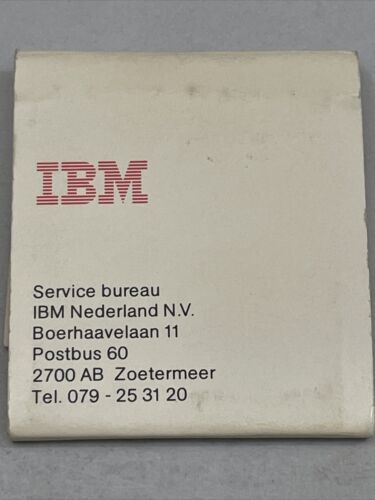 IBM
Service bureau
IBM Nederland N.V.
Boerhaavelaan 11
Postbus 60
2700 AB Zoetermeer
Tel. 079 - 25 31 20